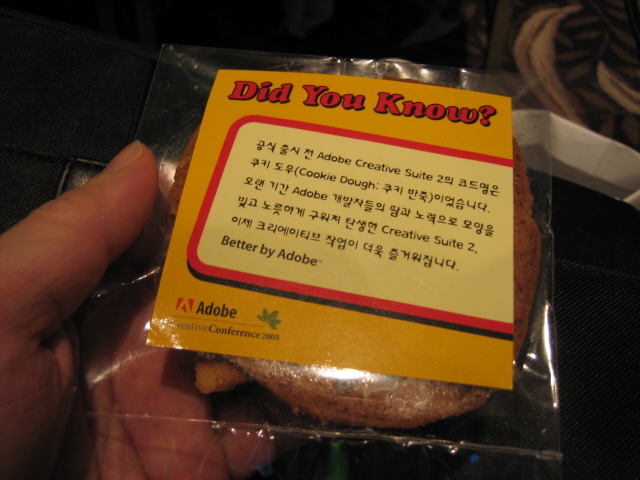 Did You Know?
공식 출시 전 Adobe Creative Suite 2의 코드명은
쿠키 도우(Cookie Dough: 쿠키 반죽)이었습니다.
오랜 기간 Adobe 개발자들의 땀과 노력으로 모양을
빚고 노릇하게 구워져 탄생한 Creative Suite 2,
이제 크리에이티브 작업이 더욱 즐거워집니다.
Better by Adobe™
Adobe
Creative Conference 2005